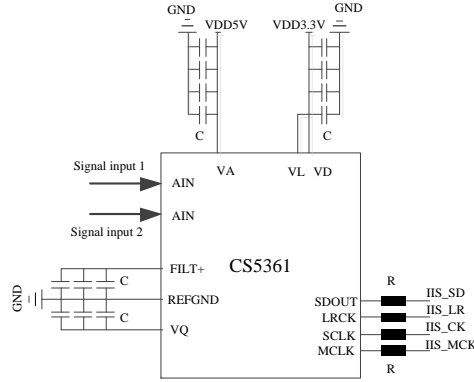 GND
GND
VDD5V
VDD3.3V
C
C
VA
VL VD
Signal input 1
AIN
AIN
Signal input 2
FILT+
C
CS5361
GND
REFGND
C
VQ
R
SDOUT
IIS_SD
LRCK
IIS_LR
SCLK
IIS_CK
MCLK
IIS_MCK
R